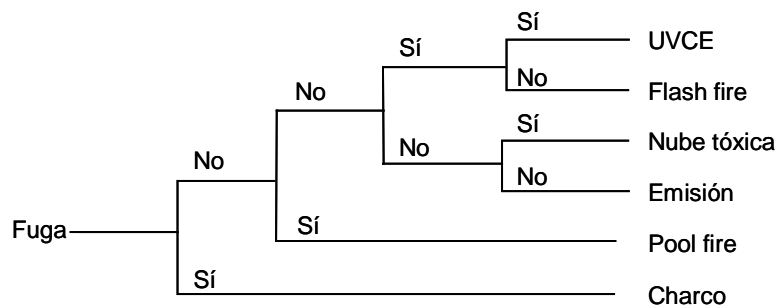 Sí
Sí
UVCE
No
No
Flash fire
Sí
No
Nube tóxica
No
No
Emisión
Fuga
Sí
Pool fire
Sí
Charco